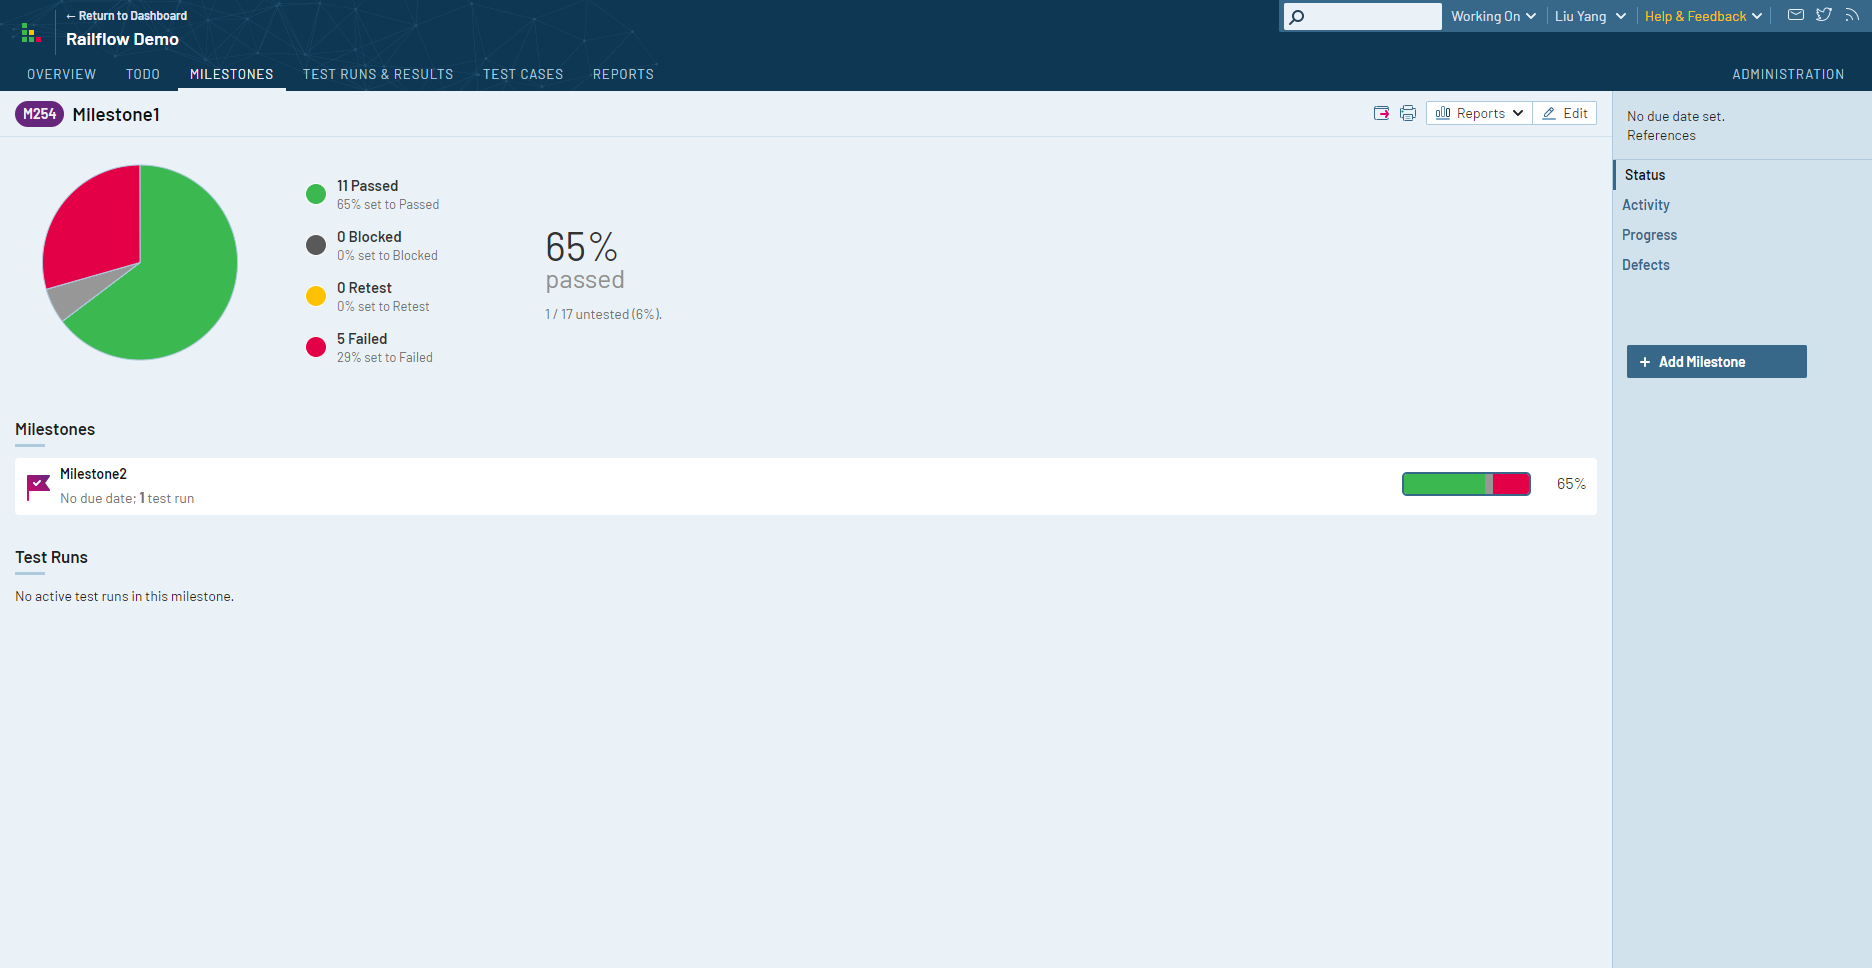 ← Return to Dashboard
Railflow Demo
Working On
Liu Yang
Help & Feedback
OVERVIEW
TODO
MILESTONES
TEST RUNS & RESULTS
TEST CASES
REPORTS
ADMINISTRATION
M254 Milestone1
Reports
Edit
11 Passed
65% set to Passed
0 Blocked
0% set to Blocked
0 Retest
0% set to Retest
5 Failed
29% set to Failed
65%
passed
1 / 17 untested (6%).
Milestones
Milestone2
No due date; 1 test run
65%
Test Runs
No active test runs in this milestone.
No due date set.
References
Status
Activity
Progress
Defects
+ Add Milestone